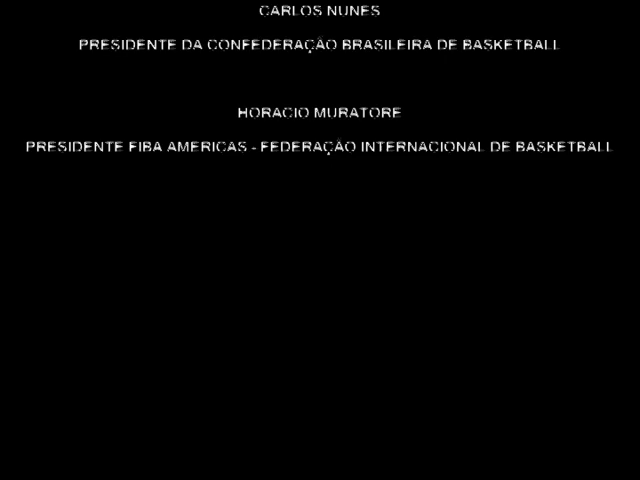 CARLOS NUNES
PRESIDENTE DA CONFEDERAÇÃO BRASILEIRA DE BASKETBALL
HORACIO MURATORE
PRESIDENTE FIBA AMERICAS - FEDERAÇÃO INTERNACIONAL DE BASKETBALL